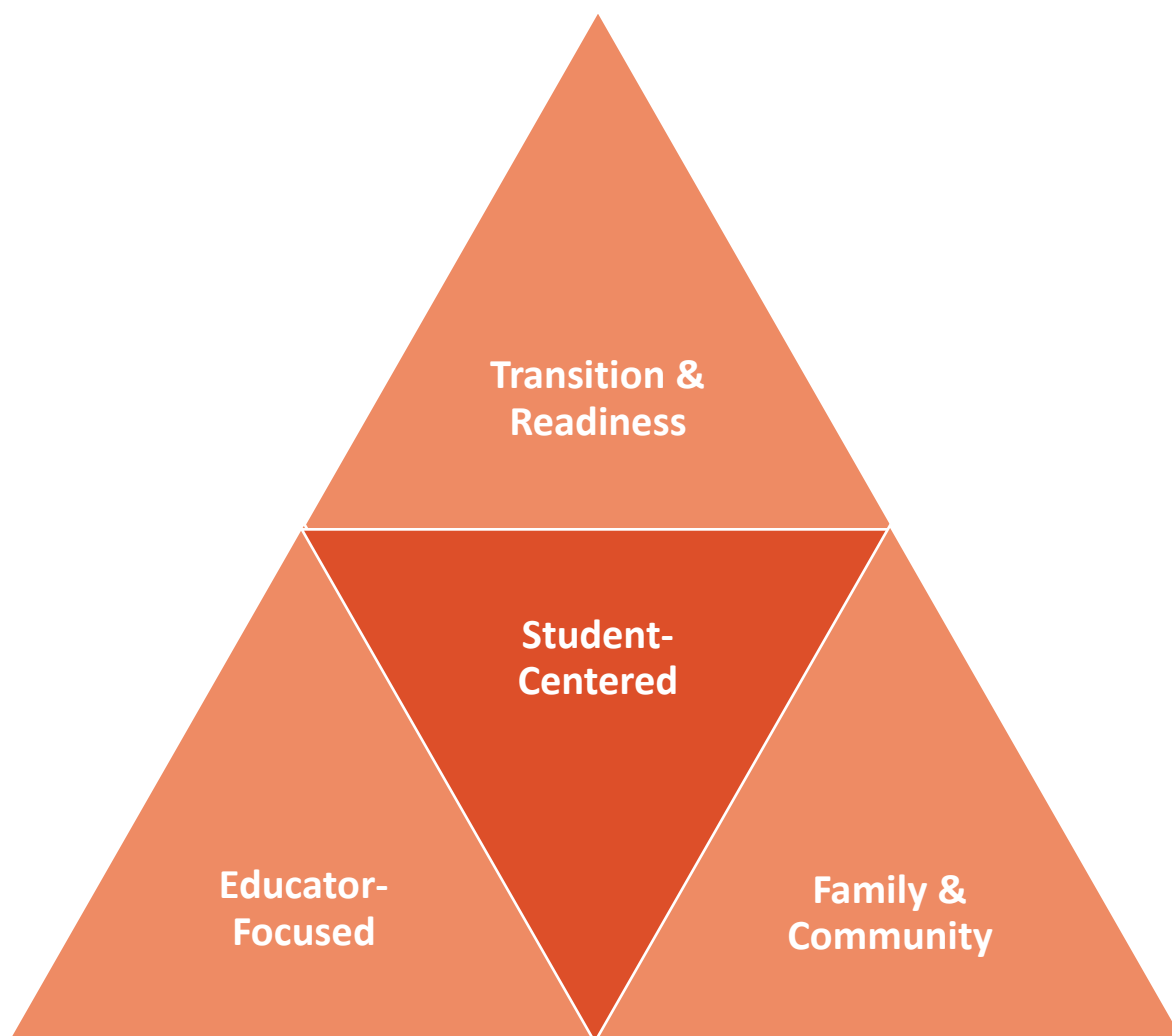 Transition &
Readiness
Student-
Centered
Educator-
Focused
Family &
Community